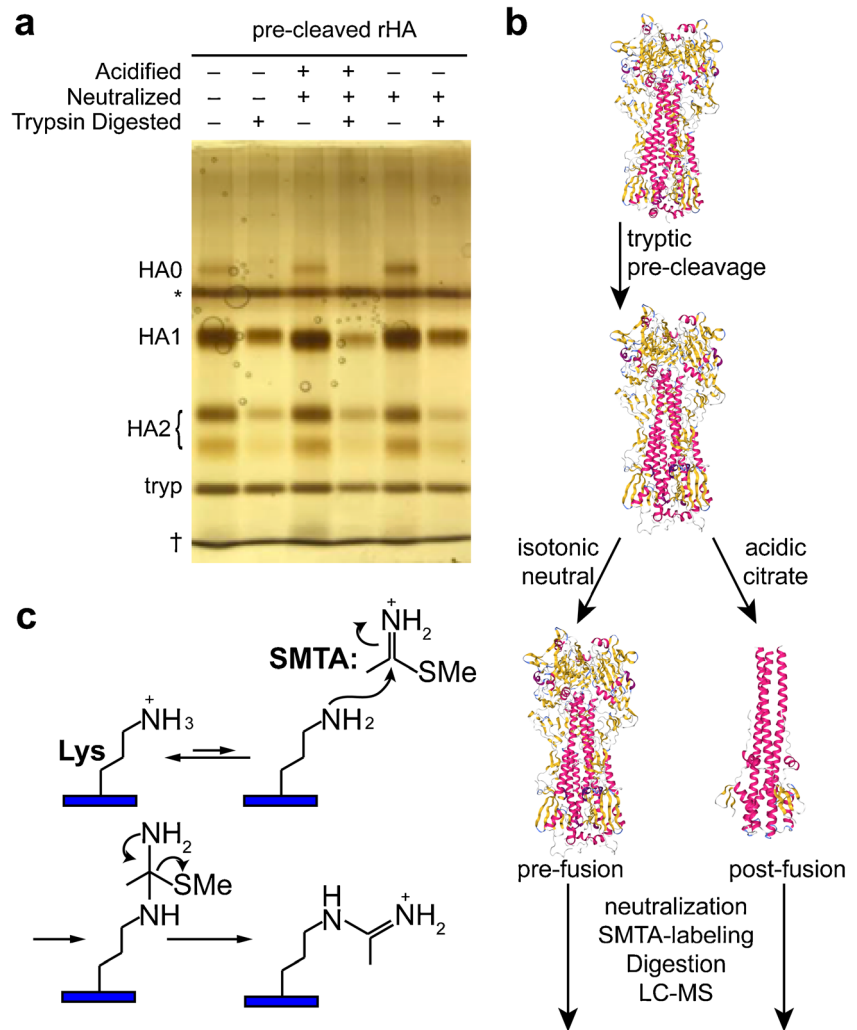 a
pre-cleaved rHA
Acidified – – + + – –
Neutralized – – + + + +
Trypsin Digested – + – + – +
HA0
*
HA1
HA2 {
tryp
†
b
tryptic
pre-cleavage
isotonic
neutral
acidic
citrate
pre-fusion
post-fusion
neutralization
SMTA-labeling
Digestion
LC-MS
c
SMTA:
+
NH2
SMe
Lys
+
NH3
NH2
NH2
SMe
NH
H
N
+
NH2